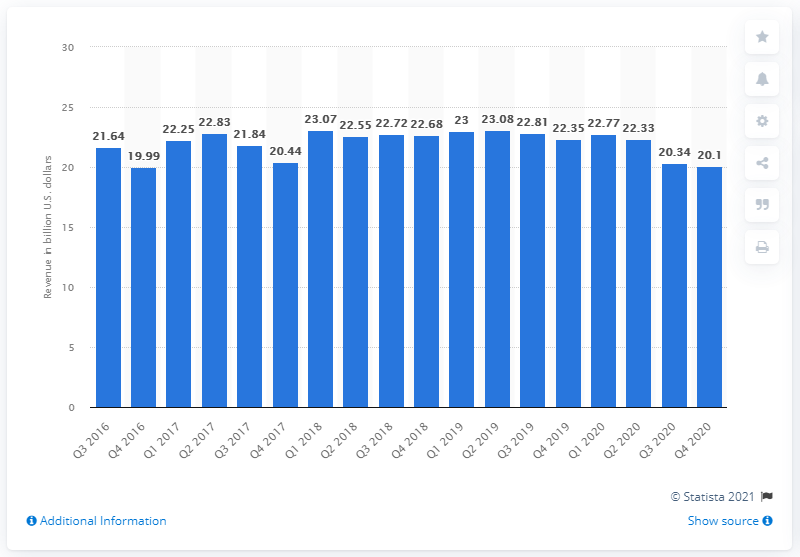 30
25
20
15
10
5
0
Revenue in billion U.S. dollars
21.64
19.99
22.25
22.83
21.84
20.44
23.07
22.55
22.72
22.68
23
23.08
22.81
22.35
22.77
22.33
20.34
20.1
Q3 2016
Q4 2016
Q1 2017
Q2 2017
Q3 2017
Q4 2017
Q1 2018
Q2 2018
Q3 2018
Q4 2018
Q1 2019
Q2 2019
Q3 2019
Q4 2019
Q1 2020
Q2 2020
Q3 2020
Q4 2020
© Statista 2021
Additional Information
Show source